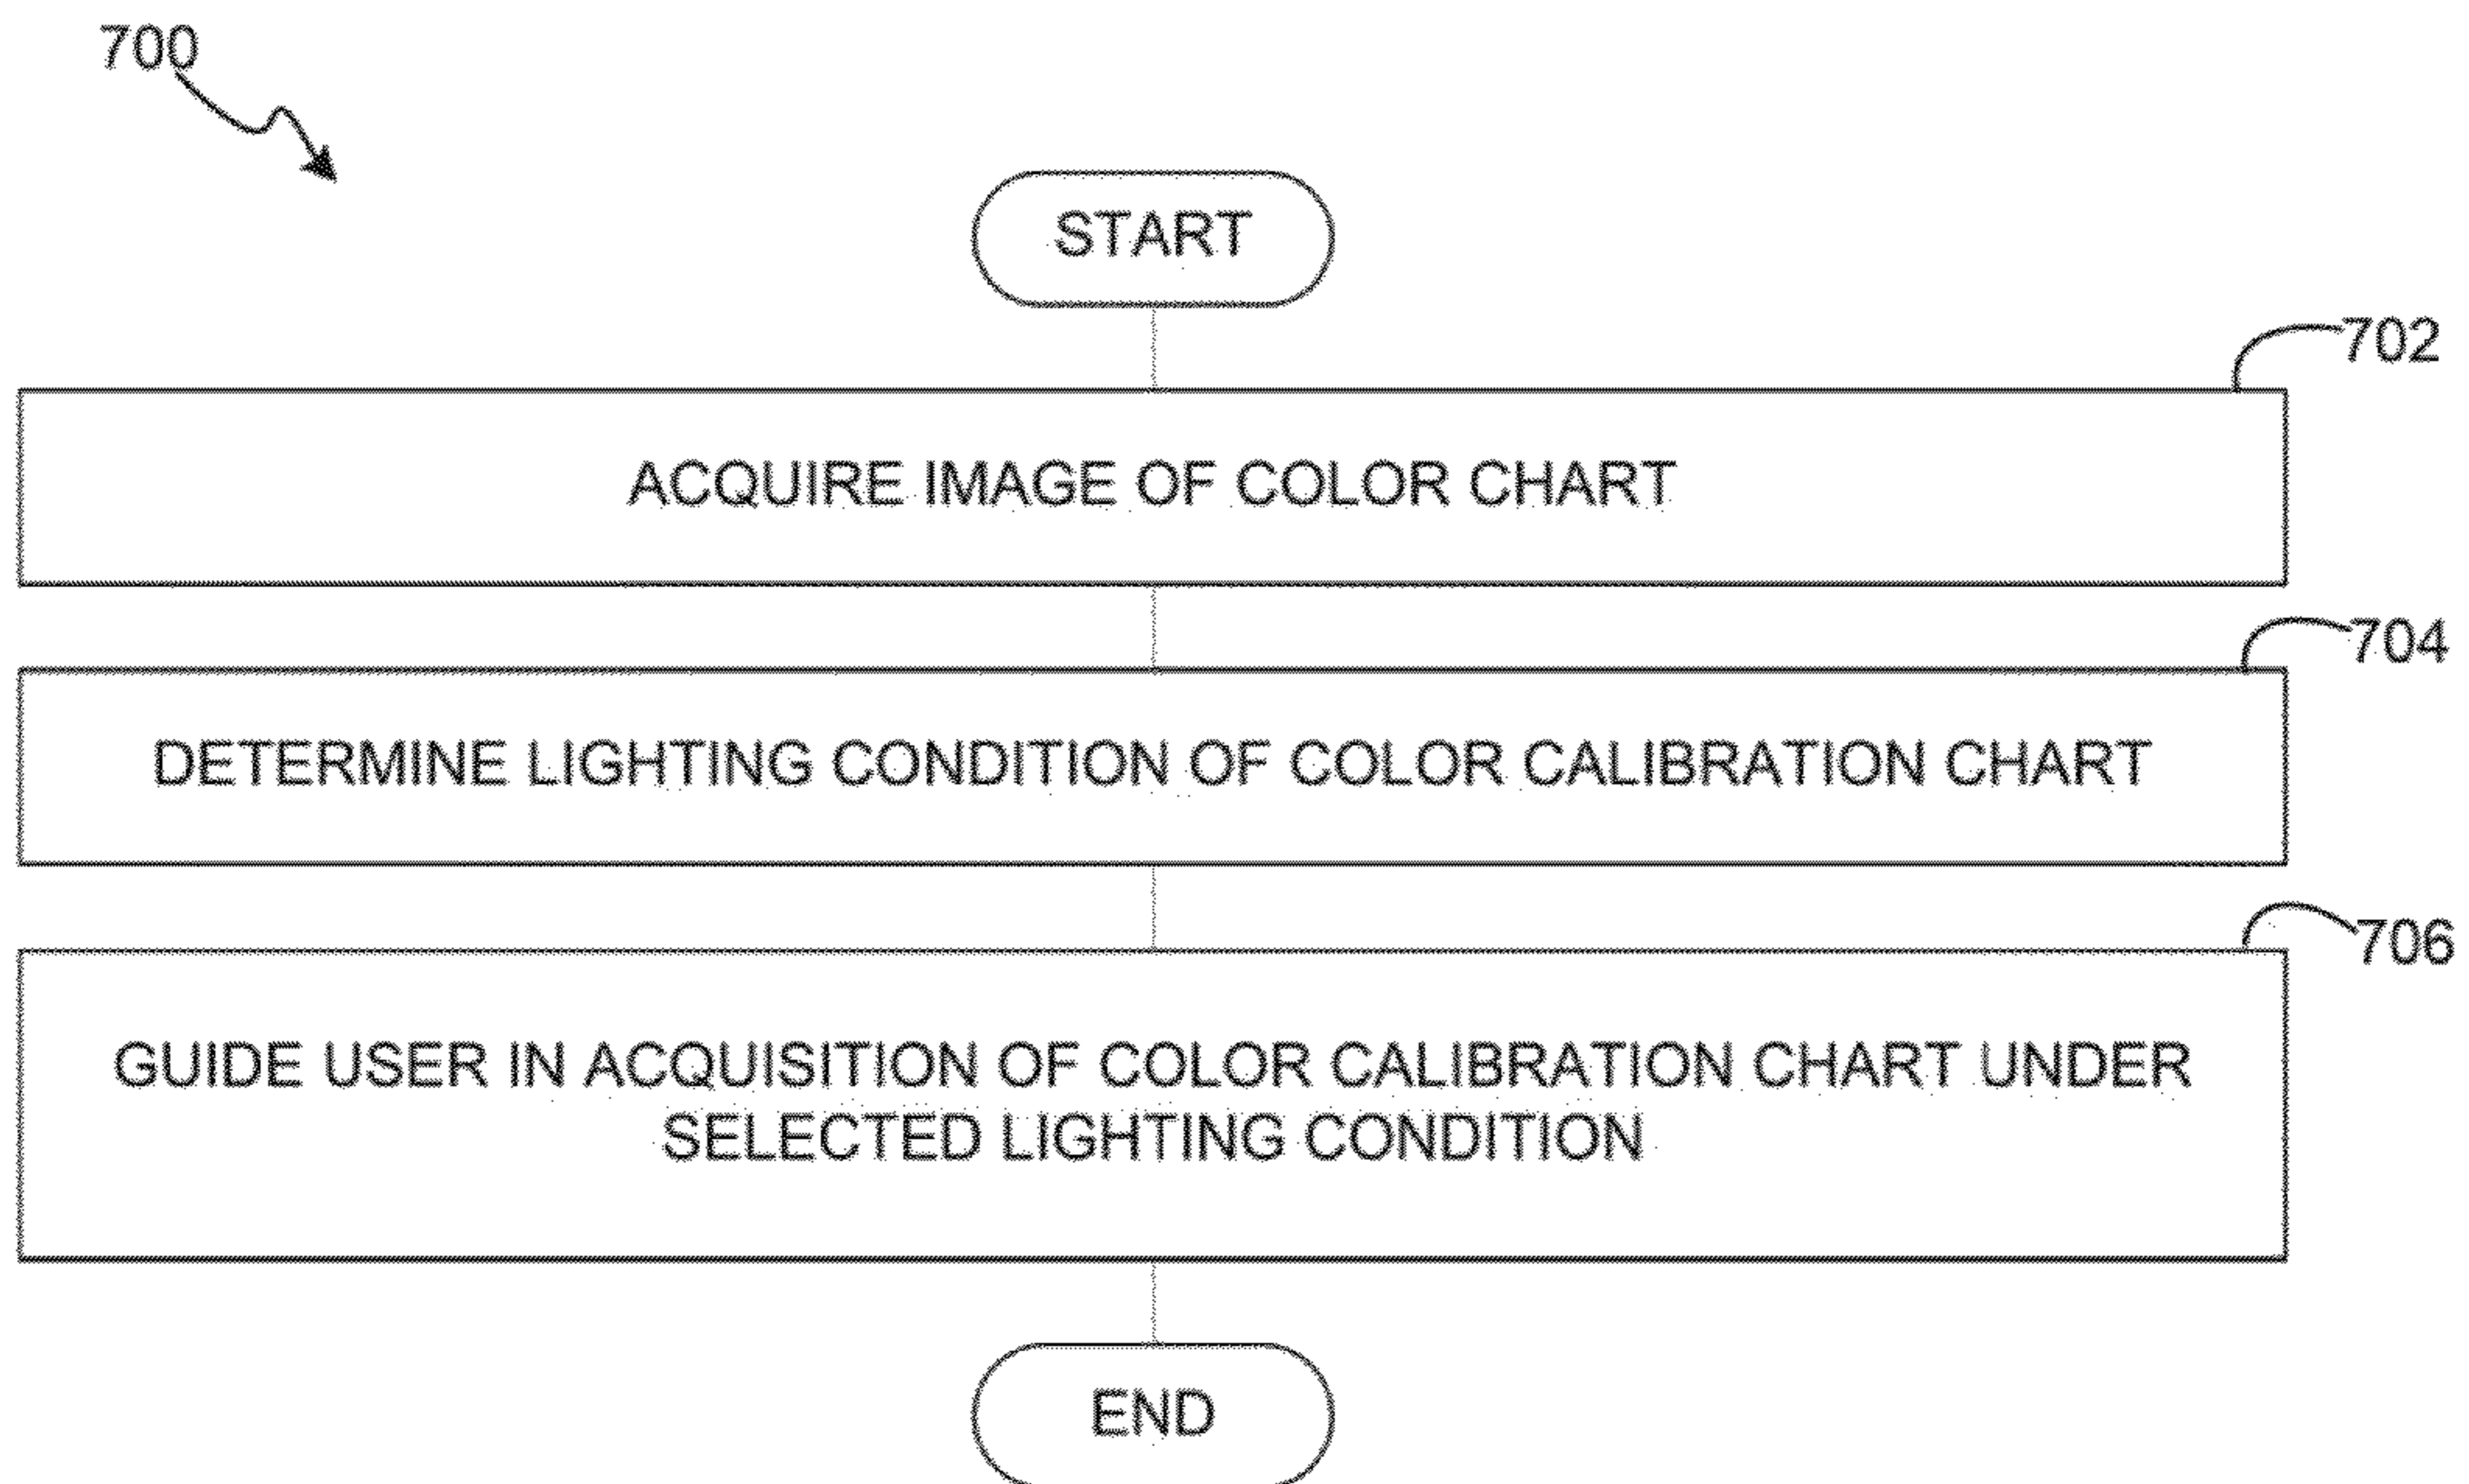 700
START
702
ACQUIRE IMAGE OF COLOR CHART
704
DETERMINE LIGHTING CONDITION OF COLOR CALIBRATION CHART
706
GUIDE USER IN ACQUISITION OF COLOR CALIBRATION CHART UNDER
SELECTED LIGHTING CONDITION
END